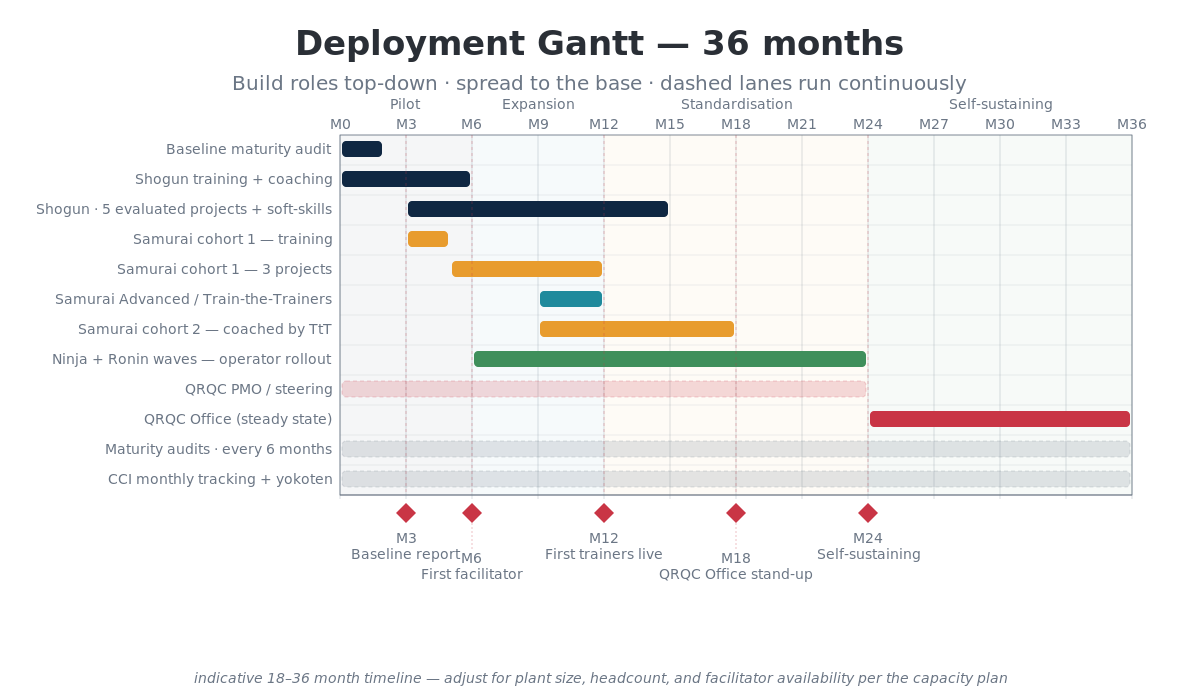 Deployment Gantt — 36 months
Build roles top-down · spread to the base · dashed lanes run continuously
Pilot Expansion Standardisation Self-sustaining
M0 M3 M6 M9 M12 M15 M18 M21 M24 M27 M30 M33 M36
Baseline maturity audit
Shogun training + coaching
Shogun · 5 evaluated projects + soft-skills
Samurai cohort 1 — training
Samurai cohort 1 — 3 projects
Samurai Advanced / Train-the-Trainers
Samurai cohort 2 — coached by TtT
Ninja + Ronin waves — operator rollout
QRQC PMO / steering
QRQC Office (steady state)
Maturity audits · every 6 months
CCI monthly tracking + yokoten
M3
Baseline report
M6
First facilitator
M12
First trainers live
M18
QRQC Office stand-up
M24
Self-sustaining
indicative 18–36 month timeline — adjust for plant size, headcount, and facilitator availability per the capacity plan